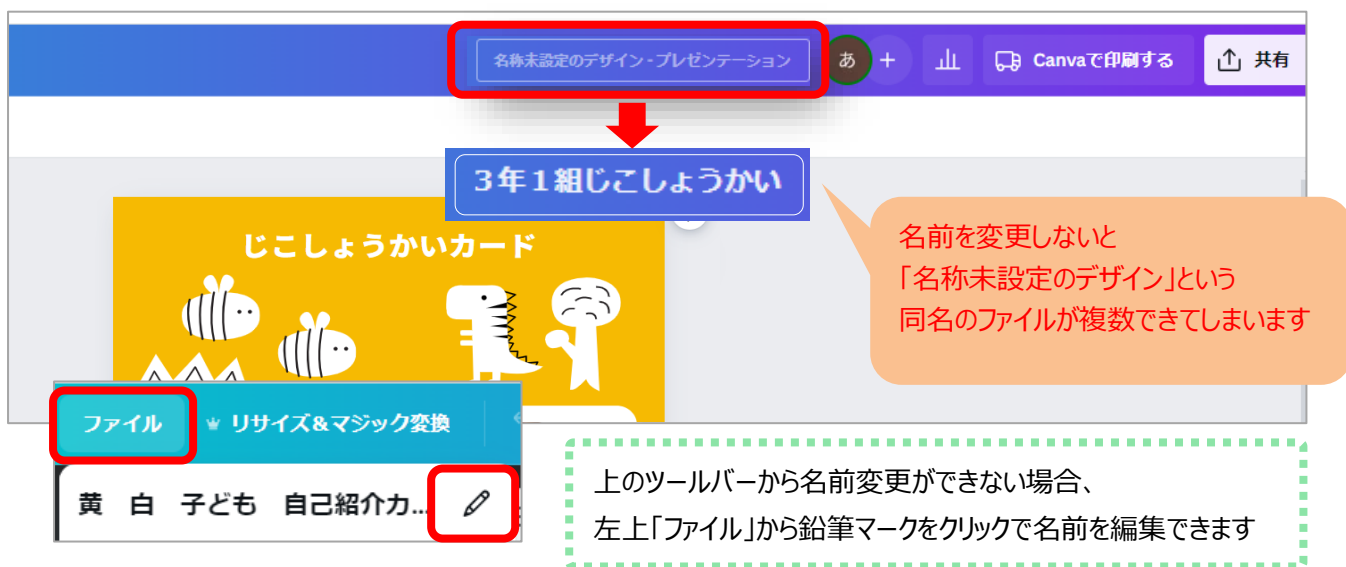 名称未設定のデザイン - プレゼンテーション
あ
+
Canvaで印刷する
共有
3年1組じこしょうかい
じこしょうかいカード
名前を変更しないと
「名称未設定のデザイン」という
同名のファイルが複数できてしまいます
ファイル
リサイズ&マジック変換
黄 白 子ども 自己紹介カ...
上のツールバーから名前変更ができない場合、
左上「ファイル」から鉛筆マークをクリックで名前を編集できます